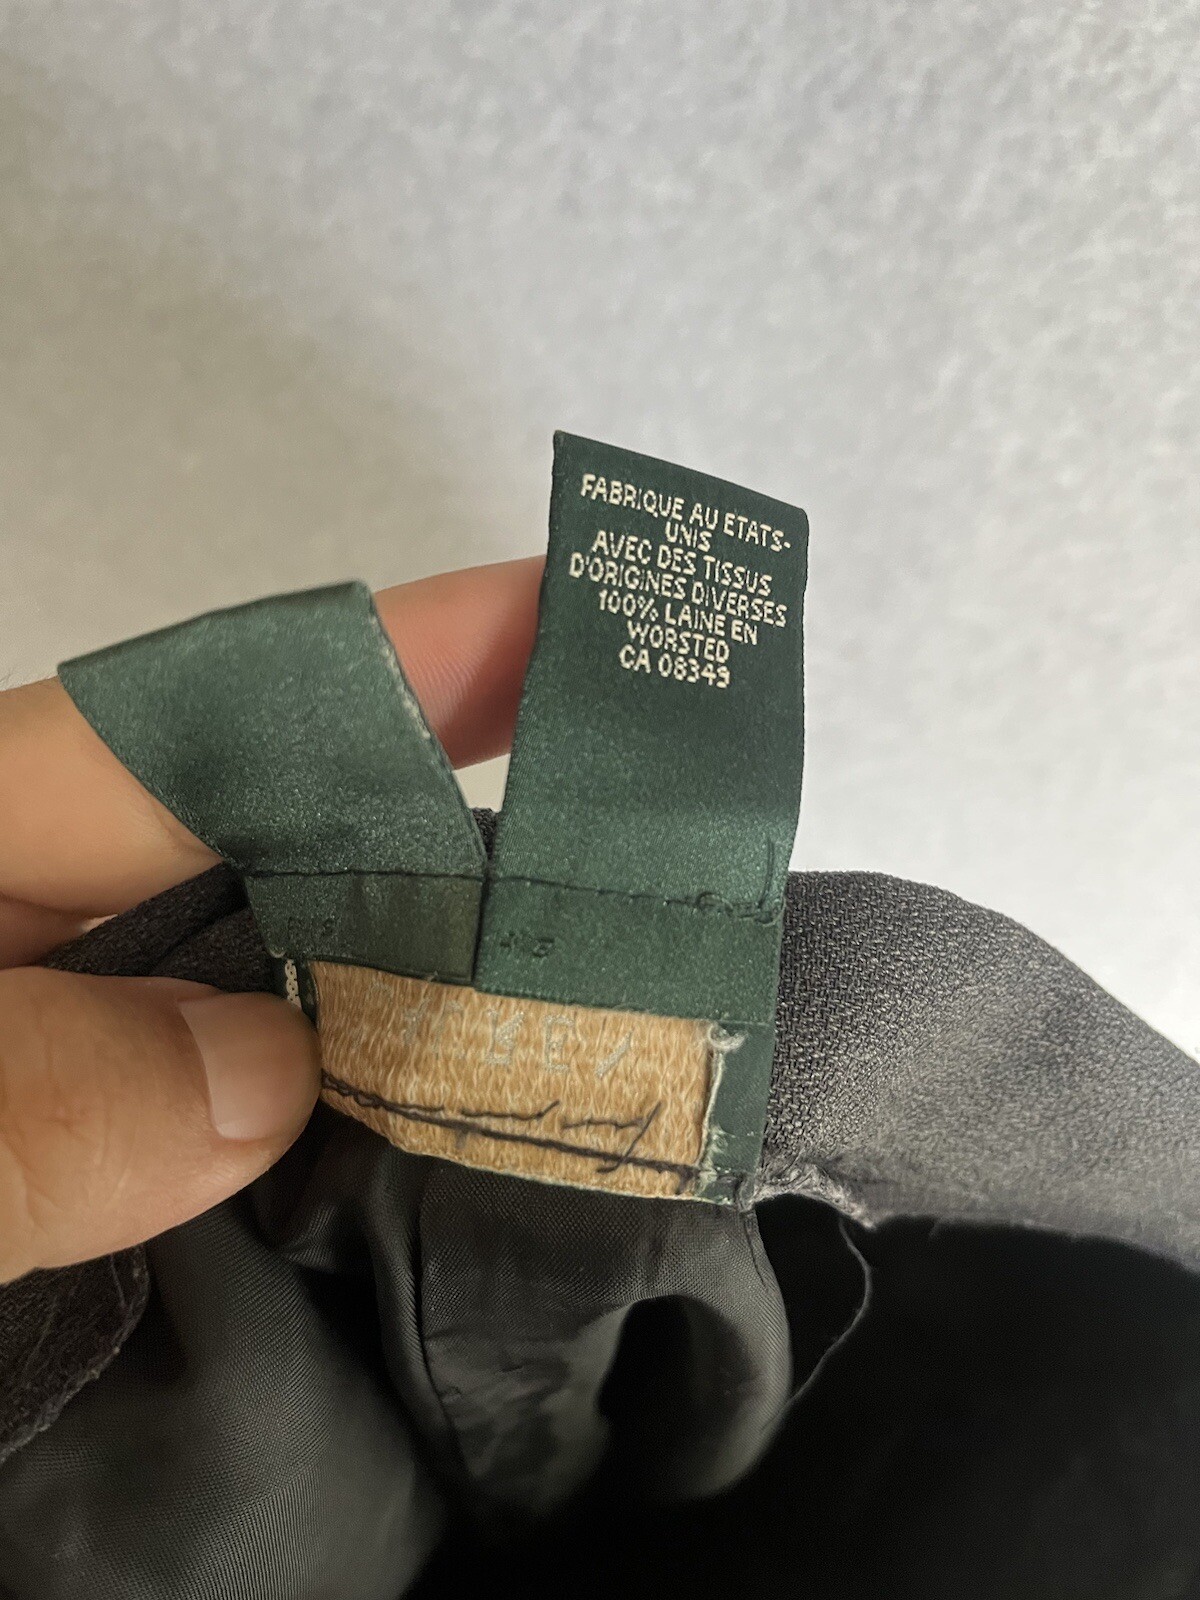 FABRIQUE AU ETATS-
UNIS
AVEC DES TISSUS
D'ORIGINES DIVERSES
100% LAINE EN
WORSTED
CA 08349